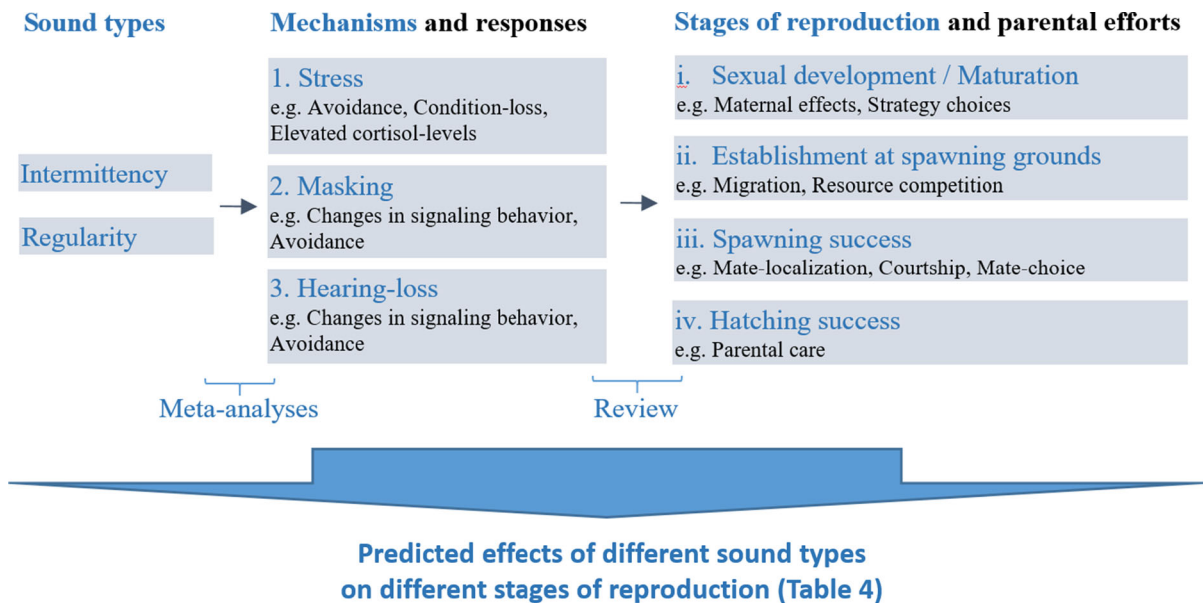 Sound types
Intermittency
Regularity
Mechanisms and responses
1. Stress
e.g. Avoidance, Condition-loss,
Elevated cortisol-levels
2. Masking
e.g. Changes in signaling behavior,
Avoidance
3. Hearing-loss
e.g. Changes in signaling behavior,
Avoidance
Stages of reproduction and parental efforts
i. Sexual development / Maturation
e.g. Maternal effects, Strategy choices
ii. Establishment at spawning grounds
e.g. Migration, Resource competition
iii. Spawning success
e.g. Mate-localization, Courtship, Mate-choice
iv. Hatching success
e.g. Parental care
Meta-analyses
Review
Predicted effects of different sound types
on different stages of reproduction (Table 4)